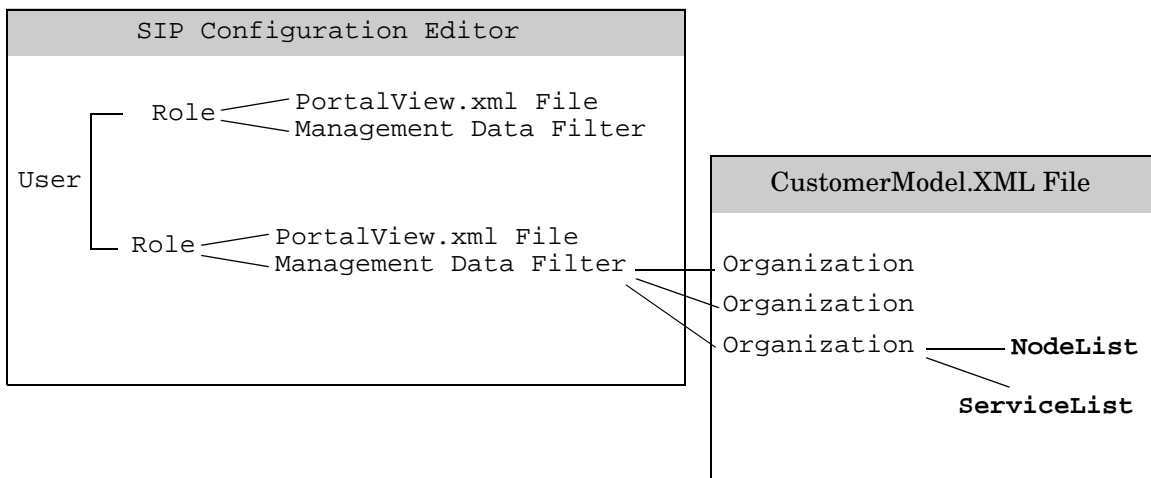 SIP Configuration Editor
Role
PortalView.xml File
Management Data Filter
User
Role
PortalView.xml File
Management Data Filter
CustomerModel.XML File
Organization
Organization
Organization
NodeList
ServiceList